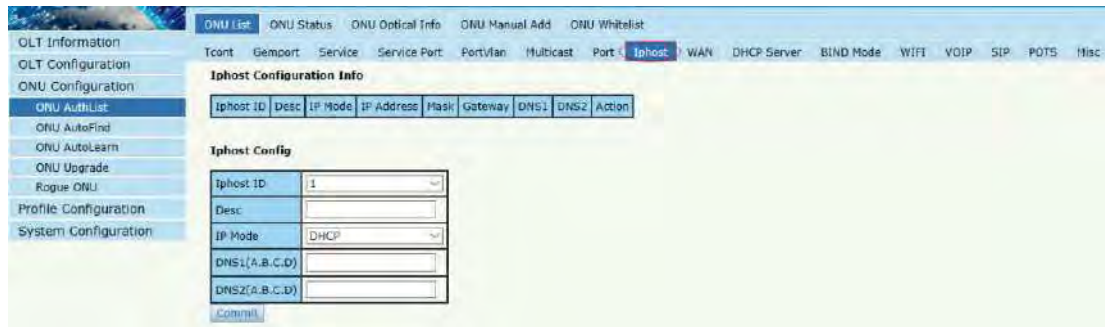 ONU List ONU Status ONU Optical Info ONU Manual Add ONU Whitelist
OLT Information
OLT Configuration
ONU Configuration
ONU AuthList
ONU AutoFind
ONU AutoLearn
ONU Upgrade
Rogue ONU
Profile Configuration
System Configuration
Tcont Gemport Service Service Port PortVlan Multicast Port Iphost WAN DHCP Server BIND Mode WIFI VOIP SIP POTS Misc
Iphost Configuration Info
Iphost ID Desc IP Mode IP Address Mask Gateway DNS1 DNS2 Action
Iphost Config
Iphost ID 1
Desc
IP Mode DHCP
DNS1(A.B.C.D)
DNS2(A.B.C.D)
Commit